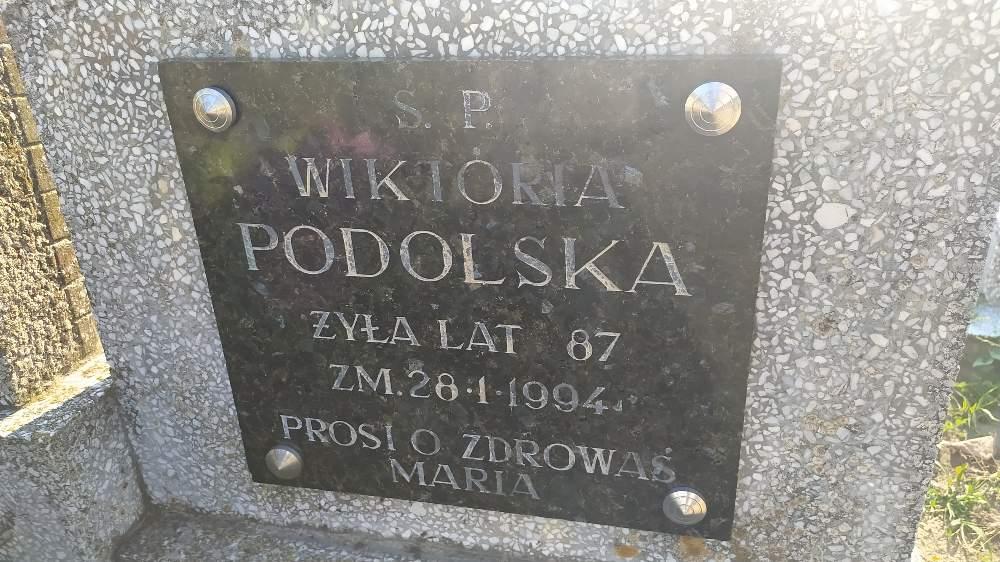 S. P.
WIKTORIA
PODOLSKA
ŻYŁA LAT 87
ZM. 28·1·1994
PROSI O ZDROWAŚ
MARIA